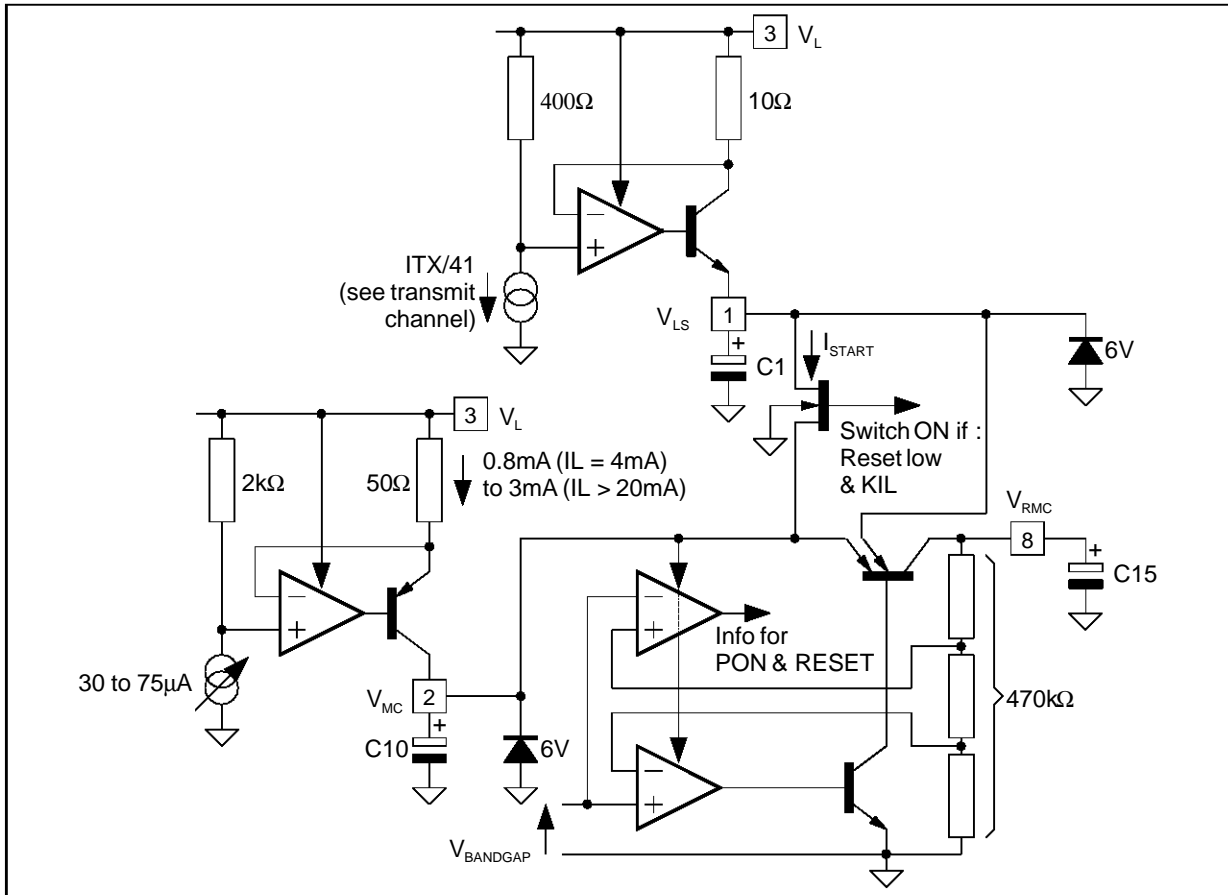 3 V_L
400Ω
10Ω
−
+
ITX/41
(see transmit
channel)
V_LS
1
+
C1
I_START
6V
Switch ON if :
Reset low
& KIL
3 V_L
2kΩ
50Ω
0.8mA (IL = 4mA)
to 3mA (IL > 20mA)
−
+
30 to 75µA
V_MC
2
+
C10
6V
−
+
Info for
PON & RESET
V_RMC
8
+
C15
470kΩ
−
+
V_BANDGAP